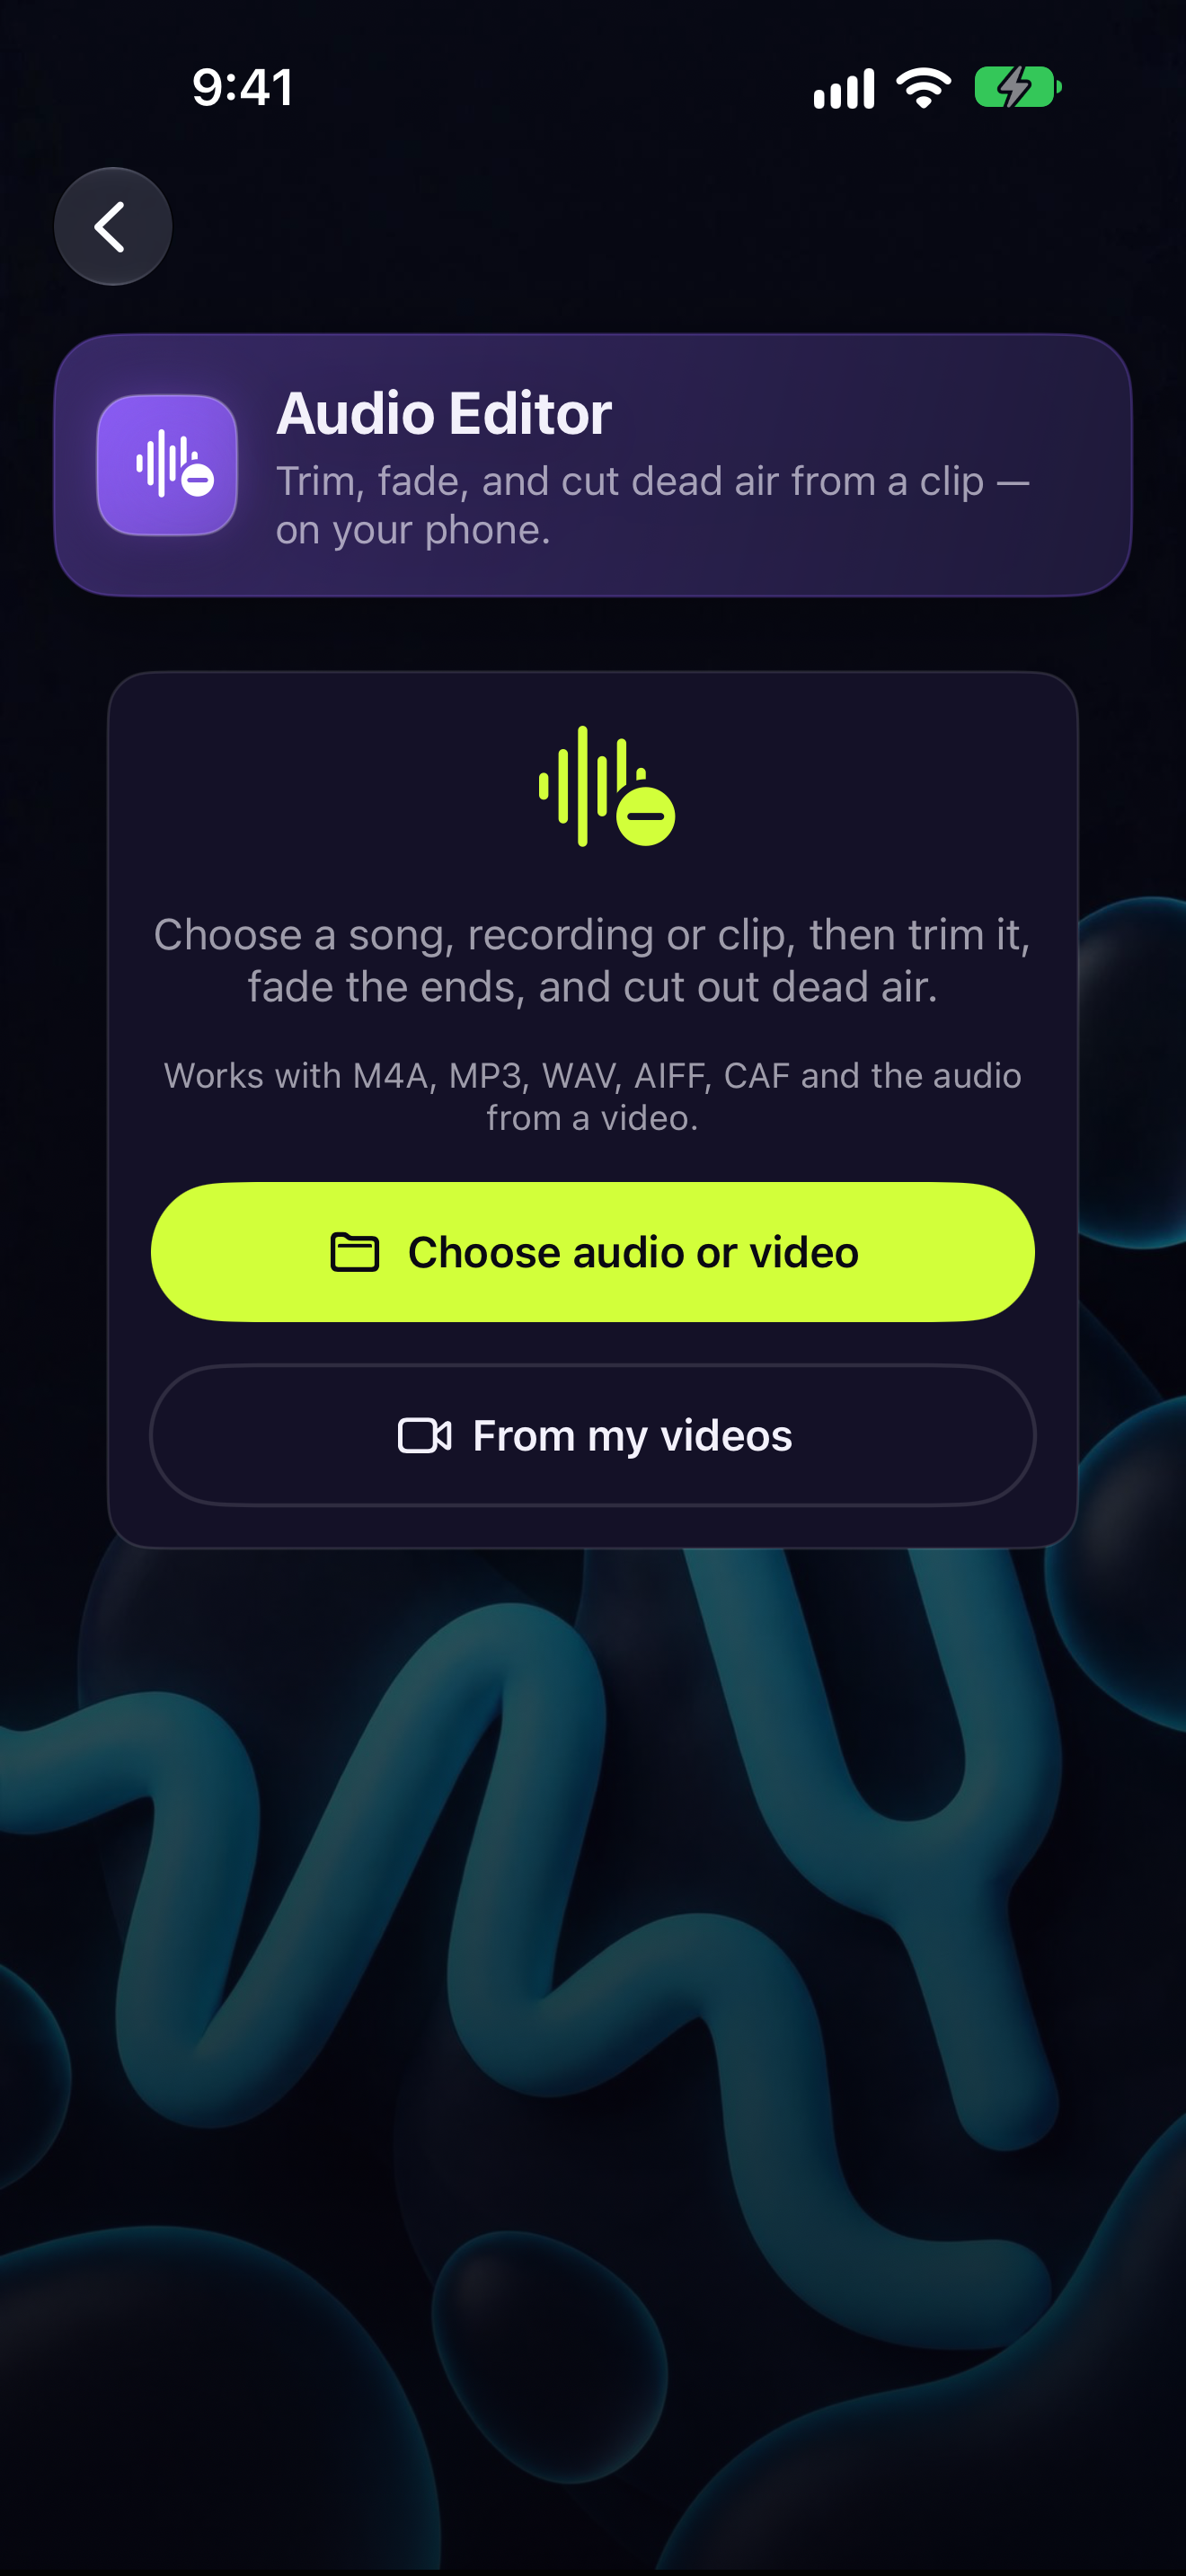 9:41
Audio Editor
Trim, fade, and cut dead air from a clip —
on your phone.
Choose a song, recording or clip, then trim it,
fade the ends, and cut out dead air.
Works with M4A, MP3, WAV, AIFF, CAF and the audio
from a video.
Choose audio or video
From my videos